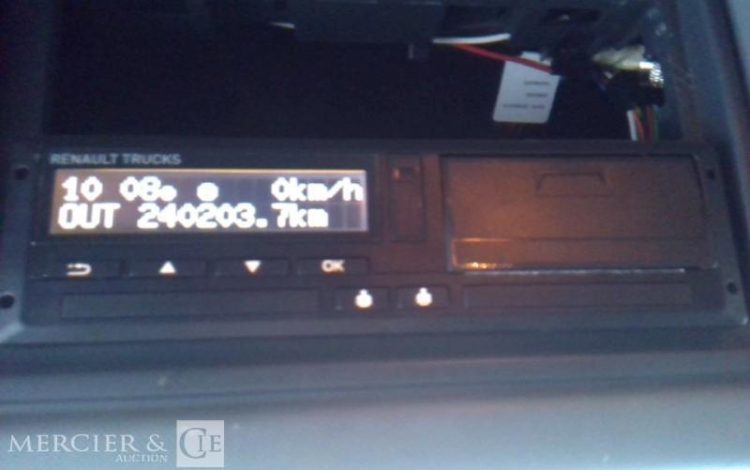 RENAULT TRUCKS
10 08 0km/h
OUT 240203.7km
OK
MERCIER & CIE
AUCTION